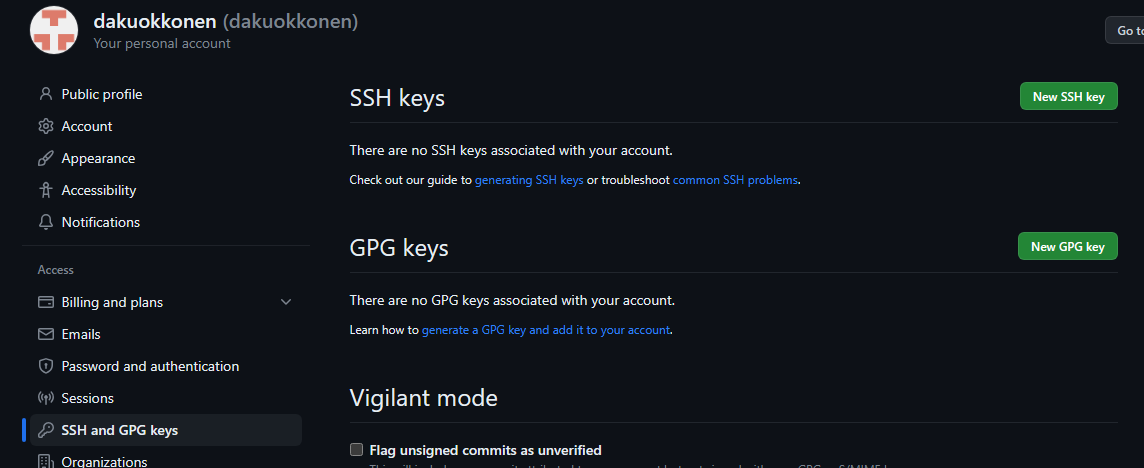 dakuokkonen (dakuokkonen)
Your personal account
Go to
Public profile
Account
Appearance
Accessibility
Notifications
Access
Billing and plans
Emails
Password and authentication
Sessions
SSH and GPG keys
Organizations
SSH keys
New SSH key
There are no SSH keys associated with your account.
Check out our guide to generating SSH keys or troubleshoot common SSH problems.
GPG keys
New GPG key
There are no GPG keys associated with your account.
Learn how to generate a GPG key and add it to your account.
Vigilant mode
Flag unsigned commits as unverified